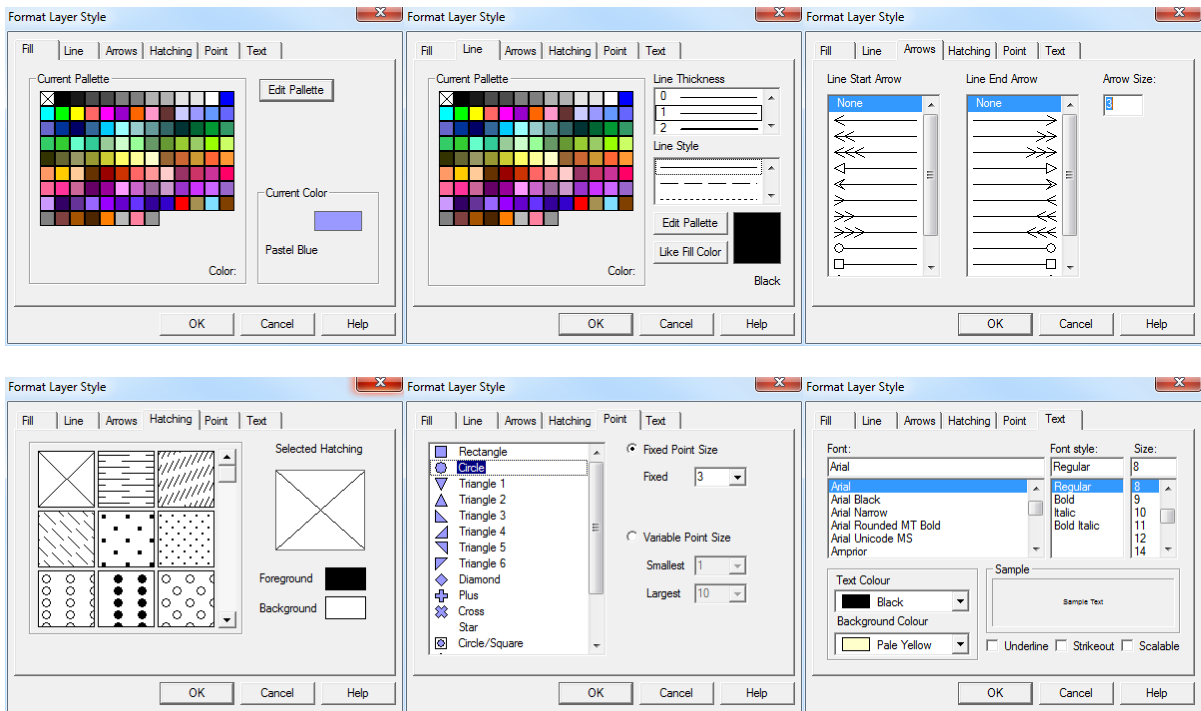 Format Layer Style
Fill Line Arrows Hatching Point Text
Current Pallette
Edit Pallette
Current Color
Pastel Blue
Color:
OK Cancel Help
Format Layer Style
Fill Line Arrows Hatching Point Text
Current Pallette
Line Thickness
0
1
2
Line Style
Edit Pallette
Like Fill Color
Color:
Black
OK Cancel Help
Format Layer Style
Fill Line Arrows Hatching Point Text
Line Start Arrow Line End Arrow Arrow Size:
None None 3
OK Cancel Help
Format Layer Style
Fill Line Arrows Hatching Point Text
Selected Hatching
Foreground
Background
OK Cancel Help
Format Layer Style
Fill Line Arrows Hatching Point Text
Rectangle
Circle
Triangle 1
Triangle 2
Triangle 3
Triangle 4
Triangle 5
Triangle 6
Diamond
Plus
Cross
Star
Circle/Square
Fixed Point Size
Fixed 3
Variable Point Size
Smallest 1
Largest 10
OK Cancel Help
Format Layer Style
Fill Line Arrows Hatching Point Text
Font: Font style: Size:
Arial Regular 8
Arial Regular 8
Arial Black Bold 9
Arial Narrow Italic 10
Arial Rounded MT Bold Bold Italic 11
Arial Unicode MS 12
Amprior 14
Text Colour
Black
Background Colour
Pale Yellow
Sample
Sample Text
Underline Strikeout Scalable
OK Cancel Help